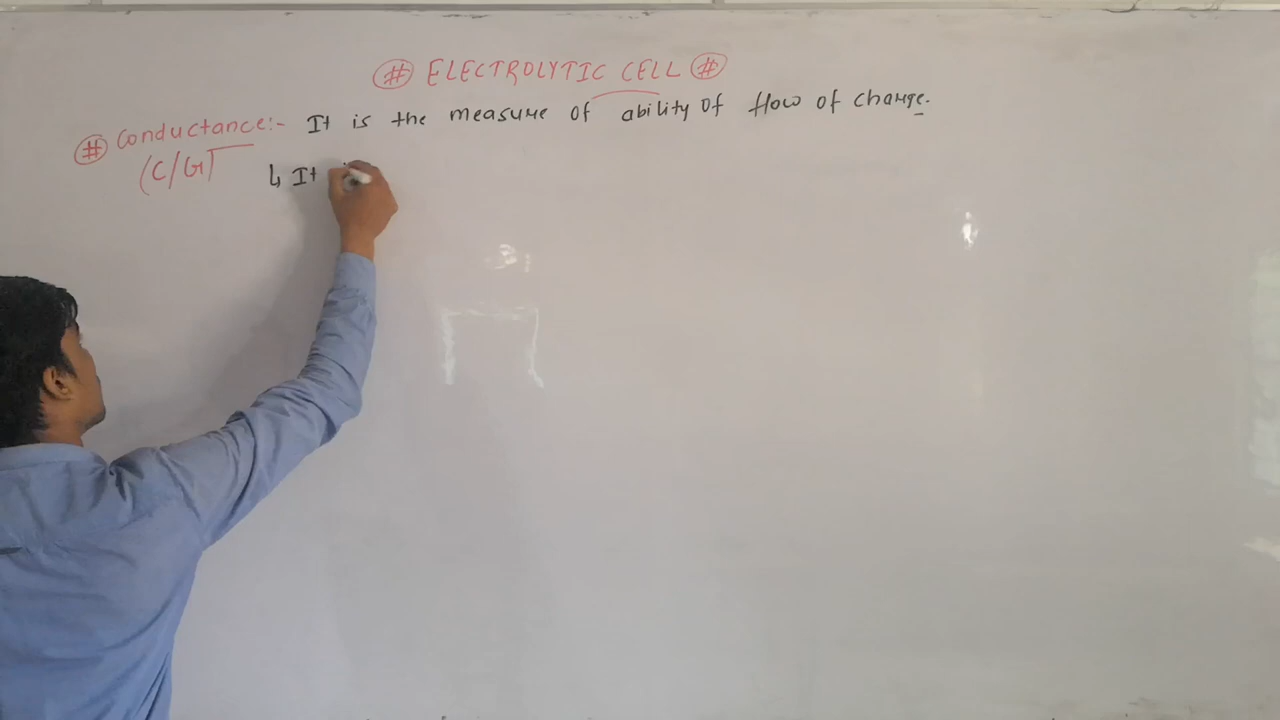 # ELECTROLYTIC CELL #
# Conductance:- It is the measure of ability of flow of charge.
(C/G)
↳ It